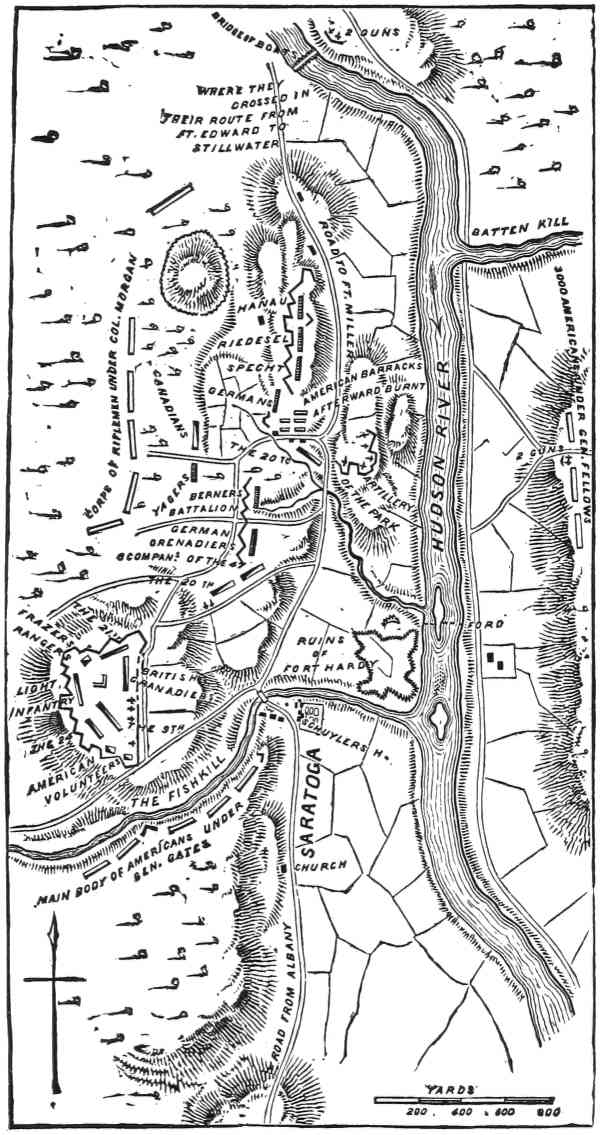 BRIDGE OF BOATS
2 GUNS
WHERE THEY
CROSSED IN
THEIR ROUTE FROM
FT. EDWARD TO
STILLWATER
BATTEN KILL
ROAD TO FT. MILLER
3000 AMERICANS UNDER GEN. FELLOWS
CORPS OF RIFLEMEN UNDER COL. MORGAN
HANAU
RIEDESEL
SPECHT
GERMANS
CANADIANS
AMERICAN BARRACKS
AFTERWARD BURNT
HUDSON RIVER
2 GUNS
THE 20TH
ARTILLERY
OF THE PARK
YAGERS
BERNERS
BATTALION
GERMAN
GRENADIERS
6 COMPANS. OF THE 47
THE 20TH
THE 21TH
FRAZERS
RANGERS
FORD
RUINS
OF
FORT HARDY
BRITISH
GRANADIERS
LIGHT
INFANTRY
THE 9TH
THE 24
AMERICAN
VOLUNTEERS
SCHUYLERS H.
THE FISHKILL
SARATOGA
MAIN BODY OF AMERICANS UNDER
GEN. GATES
CHURCH
ROAD FROM ALBANY
YARDS
200 400 600 800